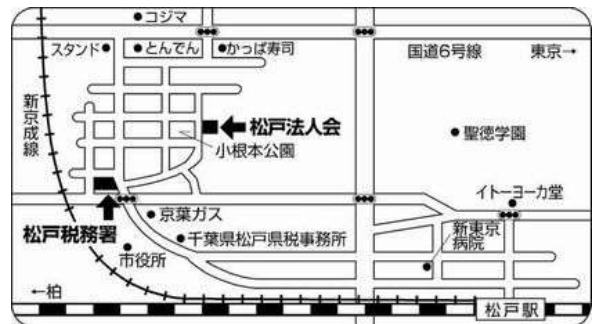 コジマ
スタンド
とんでん
かっぱ寿司
国道6号線
東京→
新京成線
松戸法人会
小根本公園
聖徳学園
イトーヨーカ堂
京葉ガス
松戸税務署
千葉県松戸県税事務所
新東京
病院
市役所
←柏
松戸駅